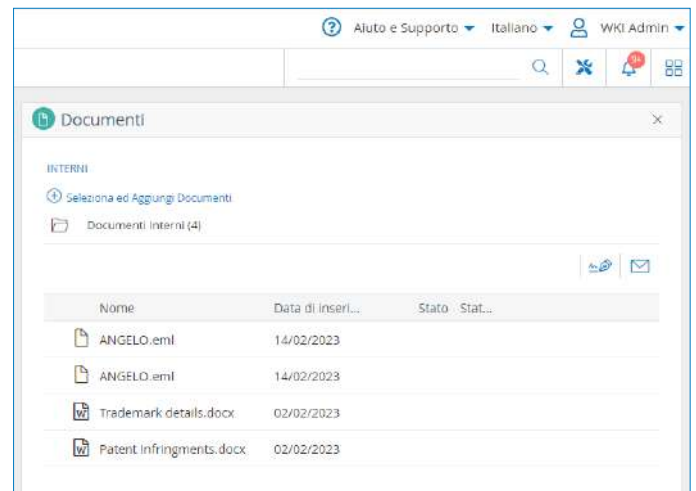 Aiuto e Supporto Italiano WKI Admin
9+
Documenti
INTERNI
Seleziona ed Aggiungi Documenti
Documenti Interni (4)
Nome Data di inseri... Stato Stat...
ANGELO.eml 14/02/2023
ANGELO.eml 14/02/2023
Trademark details.docx 02/02/2023
Patent Infringments.docx 02/02/2023